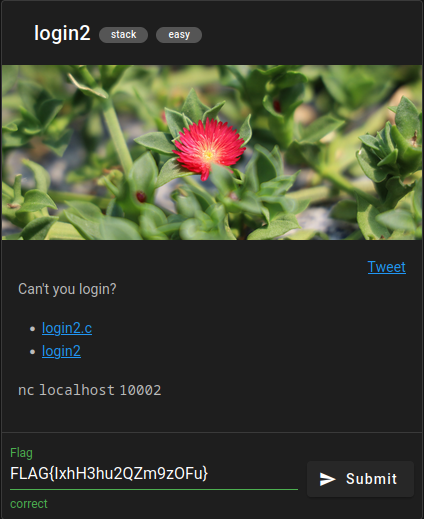 login2 stack easy
Tweet
Can't you login?
login2.c
login2
nc localhost 10002
Flag
FLAG{IxhH3hu2QZm9zOFu}
Submit
correct